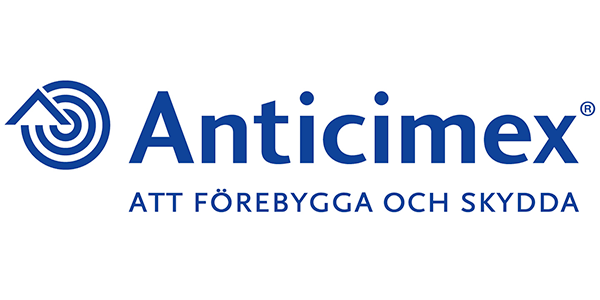 Anticimex®
ATT FÖREBYGGA OCH SKYDDA